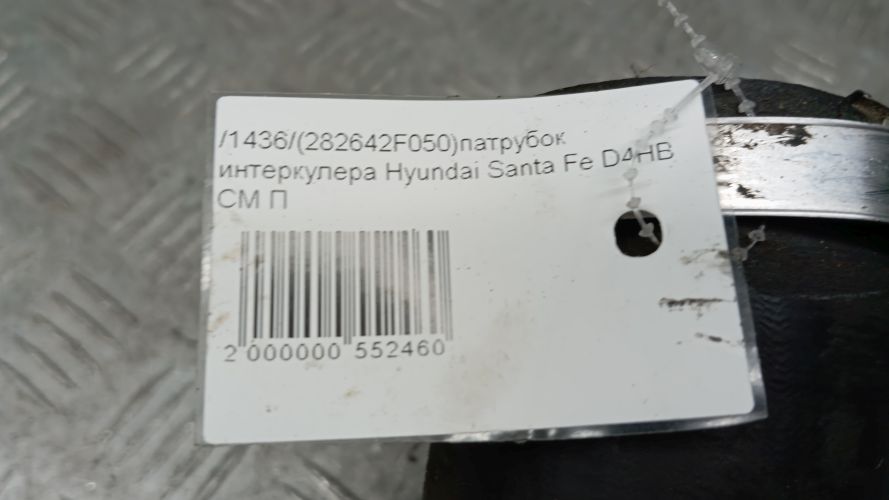 /1436/(282642F050)патрубок
интеркулера Hyundai Santa Fe D4HB
СМ П
2 000000 552460